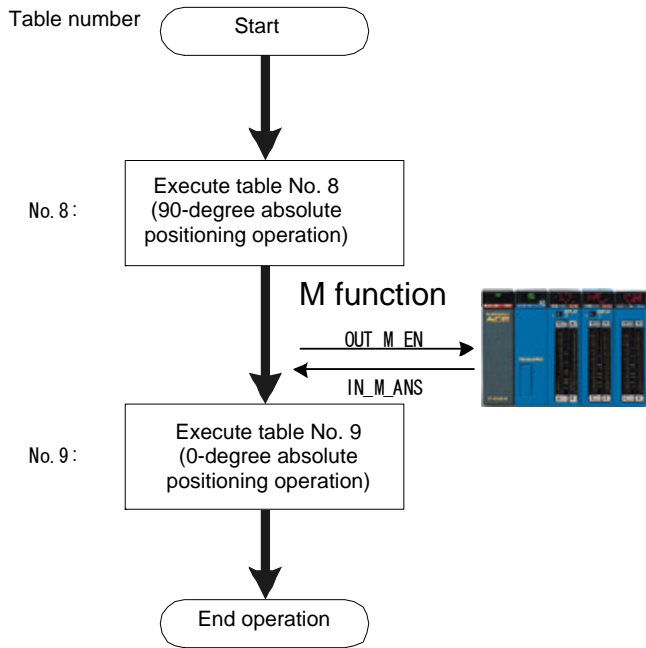 Table number
Start
No. 8:
Execute table No. 8
(90-degree absolute
positioning operation)
M function
OUT_M_EN
IN_M_ANS
No. 9:
Execute table No. 9
(0-degree absolute
positioning operation)
End operation